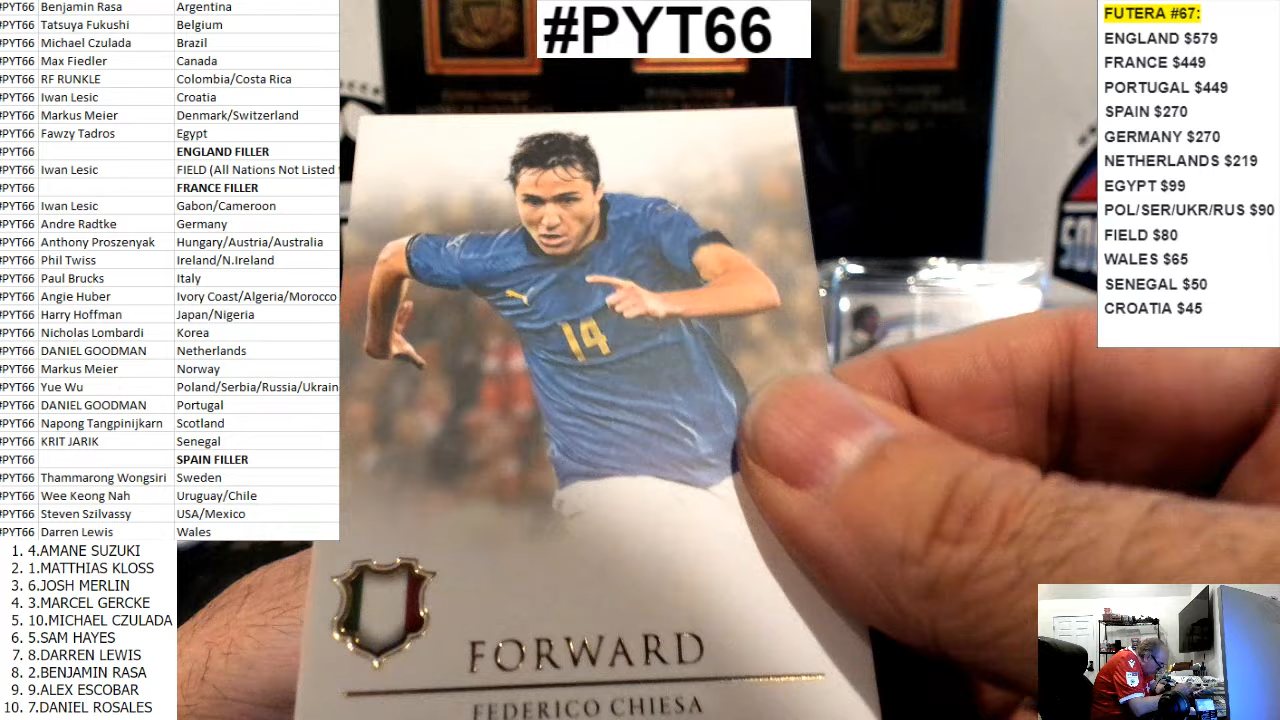 #PYT66 Benjamin Rasa Argentina
#PYT66 Tatsuya Fukushi Belgium
#PYT66 Michael Czulada Brazil
#PYT66 Max Fiedler Canada
#PYT66 RF RUNKLE Colombia/Costa Rica
#PYT66 Iwan Lesic Croatia
#PYT66 Markus Meier Denmark/Switzerland
#PYT66 Fawzy Tadros Egypt
#PYT66 ENGLAND FILLER
#PYT66 Iwan Lesic FIELD (All Nations Not Listed
#PYT66 FRANCE FILLER
#PYT66 Iwan Lesic Gabon/Cameroon
#PYT66 Andre Radtke Germany
#PYT66 Anthony Proszenyak Hungary/Austria/Australia
#PYT66 Phil Twiss Ireland/N.Ireland
#PYT66 Paul Brucks Italy
#PYT66 Angie Huber Ivory Coast/Algeria/Morocco
#PYT66 Harry Hoffman Japan/Nigeria
#PYT66 Nicholas Lombardi Korea
#PYT66 DANIEL GOODMAN Netherlands
#PYT66 Markus Meier Norway
#PYT66 Yue Wu Poland/Serbia/Russia/Ukrain
#PYT66 DANIEL GOODMAN Portugal
#PYT66 Napong Tangpinijkarn Scotland
#PYT66 KRIT JARIK Senegal
#PYT66 SPAIN FILLER
#PYT66 Thammarong Wongsiri Sweden
#PYT66 Wee Keong Nah Uruguay/Chile
#PYT66 Steven Szilvassy USA/Mexico
#PYT66 Darren Lewis Wales
1. 4.AMANE SUZUKI
2. 1.MATTHIAS KLOSS
3. 6.JOSH MERLIN
4. 3.MARCEL GERCKE
5. 10.MICHAEL CZULADA
6. 5.SAM HAYES
7. 8.DARREN LEWIS
8. 2.BENJAMIN RASA
9. 9.ALEX ESCOBAR
10. 7.DANIEL ROSALES
#PYT66
14
FORWARD
FEDERICO CHIESA
FUTERA #67:
ENGLAND $579
FRANCE $449
PORTUGAL $449
SPAIN $270
GERMANY $270
NETHERLANDS $219
EGYPT $99
POL/SER/UKR/RUS $90
FIELD $80
WALES $65
SENEGAL $50
CROATIA $45